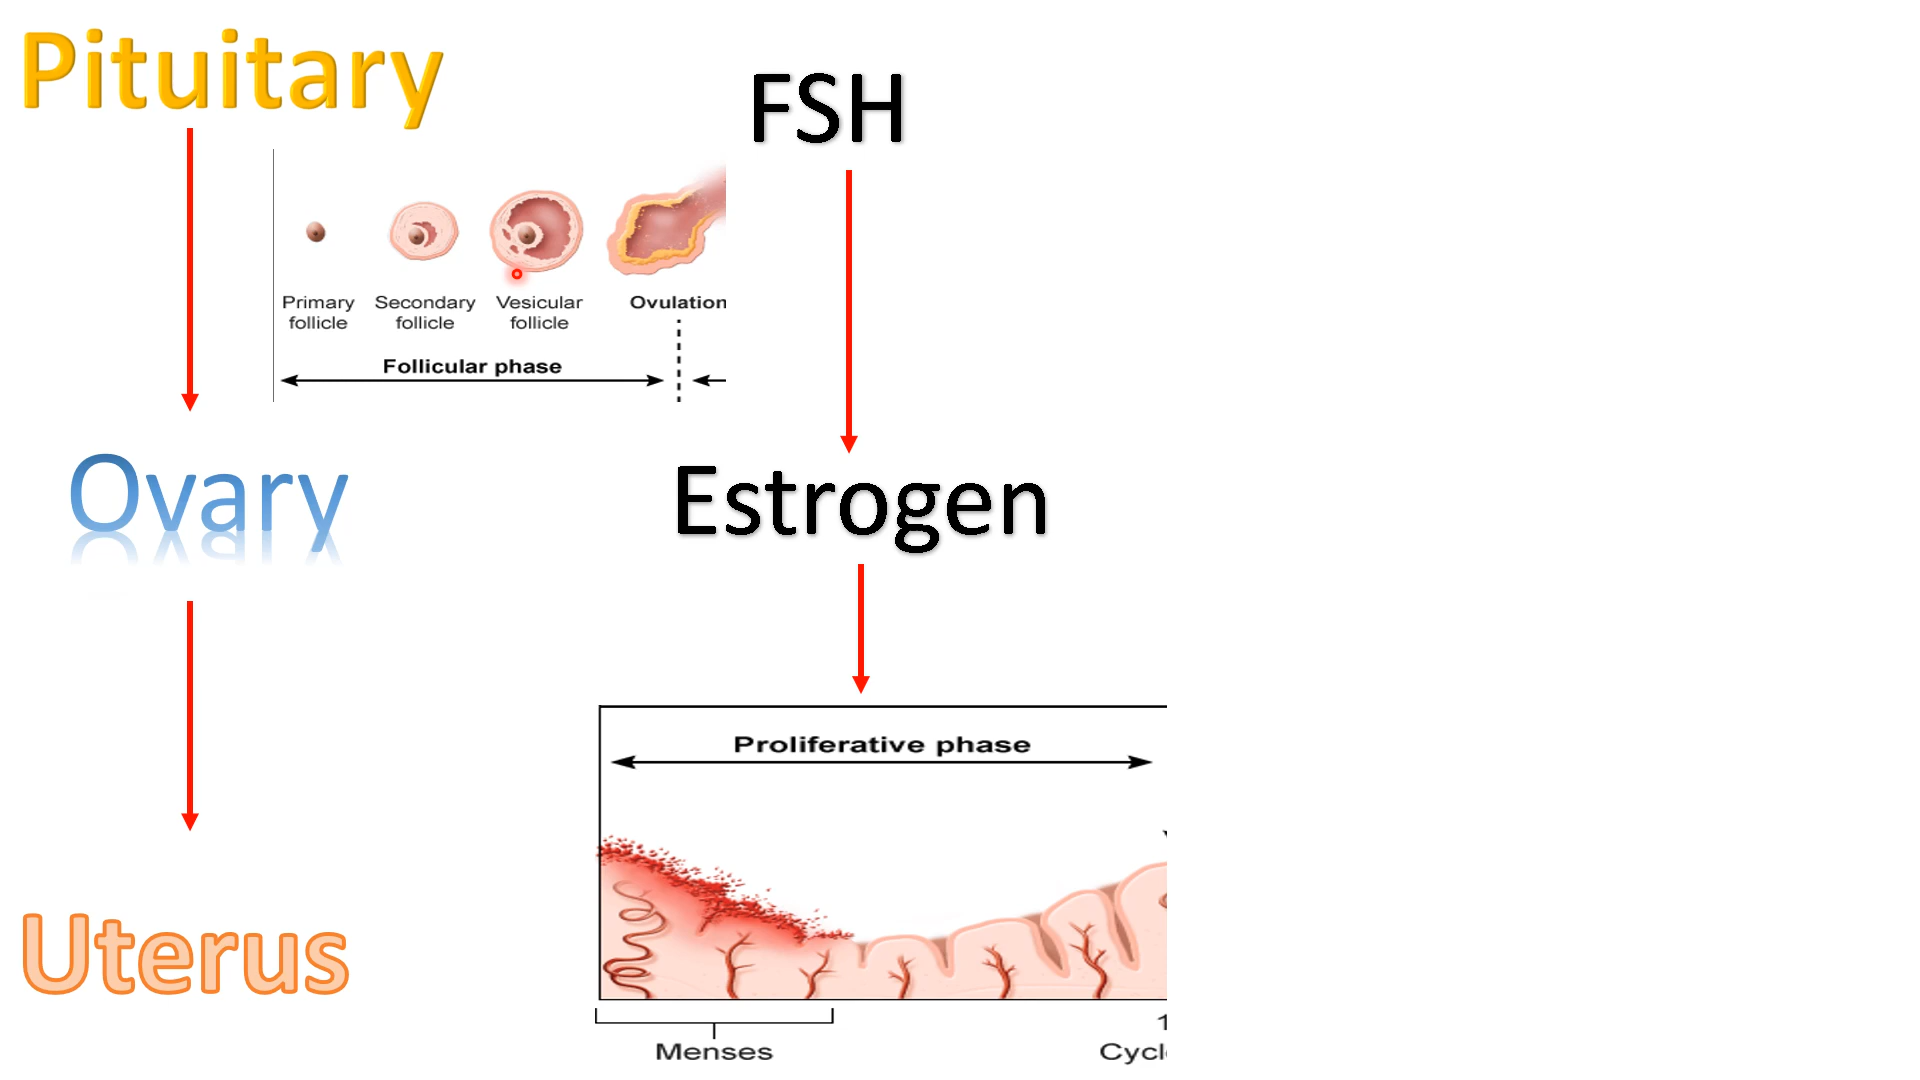 Pituitary
FSH
Primary follicle
Secondary follicle
Vesicular follicle
Ovulation
Follicular phase
Ovary
Estrogen
Proliferative phase
Uterus
Menses